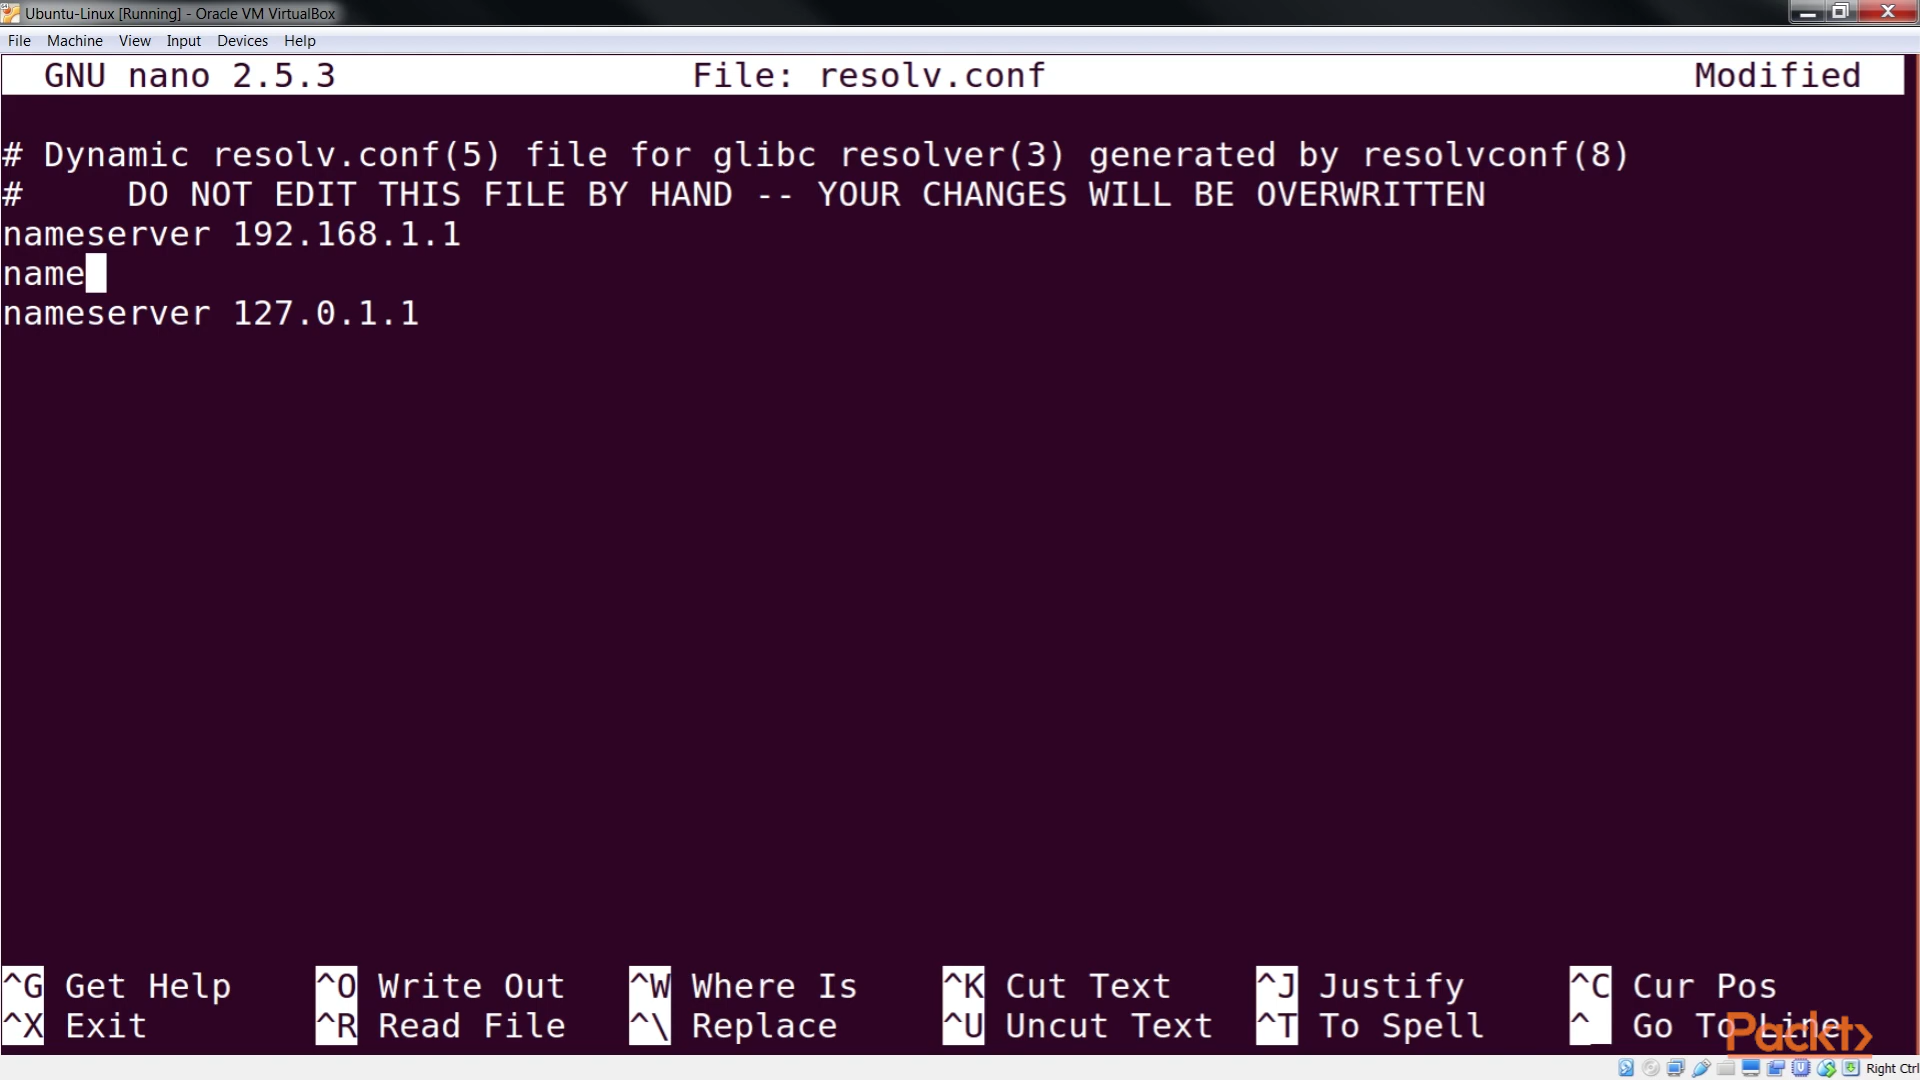 Ubuntu-Linux [Running] - Oracle VM VirtualBox
File Machine View Input Devices Help
GNU nano 2.5.3 File: resolv.conf Modified
# Dynamic resolv.conf(5) file for glibc resolver(3) generated by resolvconf(8)
# DO NOT EDIT THIS FILE BY HAND -- YOUR CHANGES WILL BE OVERWRITTEN
nameserver 192.168.1.1
name
nameserver 127.0.1.1
^G Get Help ^O Write Out ^W Where Is ^K Cut Text ^J Justify ^C Cur Pos
^X Exit ^R Read File ^\ Replace ^U Uncut Text ^T To Spell ^ Go To Line
Packt>
Right Ctrl